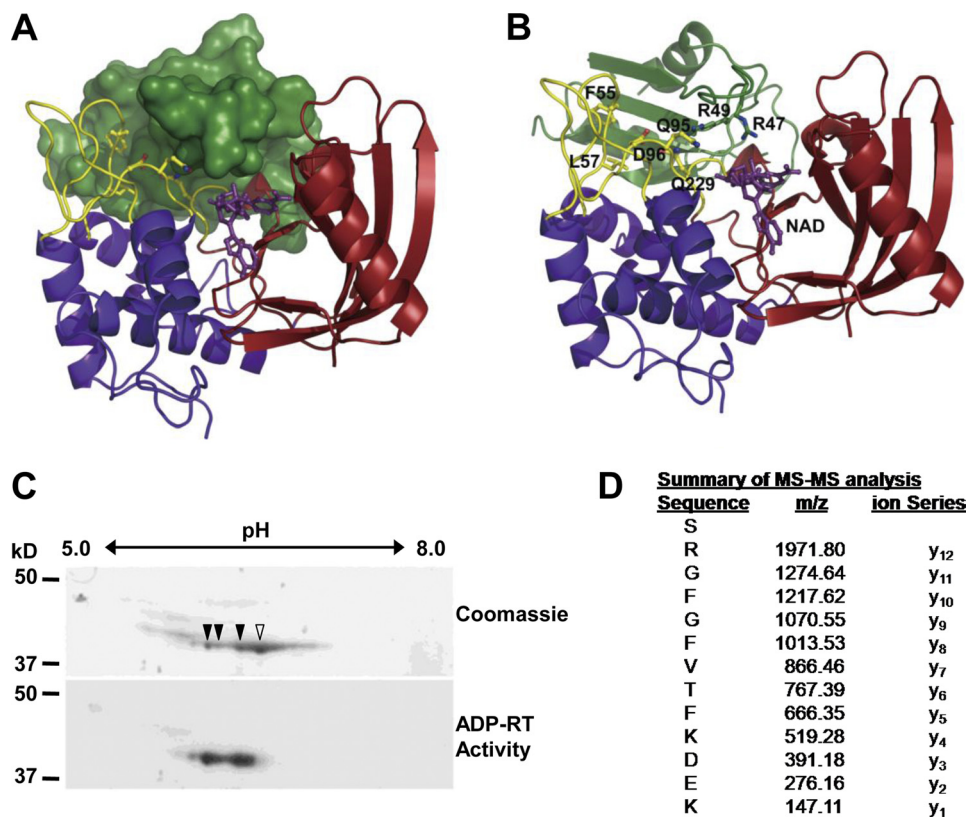 A
B
F55
R49
Q95
R47
D96
L57
Q229
NAD
C
pH
kD
5.0
8.0
50
Coomassie
37
50
ADP-RT
Activity
37
D
Summary of MS-MS analysis
Sequence m/z ion Series
S
R 1971.80 y12
G 1274.64 y11
F 1217.62 y10
G 1070.55 y9
F 1013.53 y8
V 866.46 y7
T 767.39 y6
F 666.35 y5
K 519.28 y4
D 391.18 y3
E 276.16 y2
K 147.11 y1